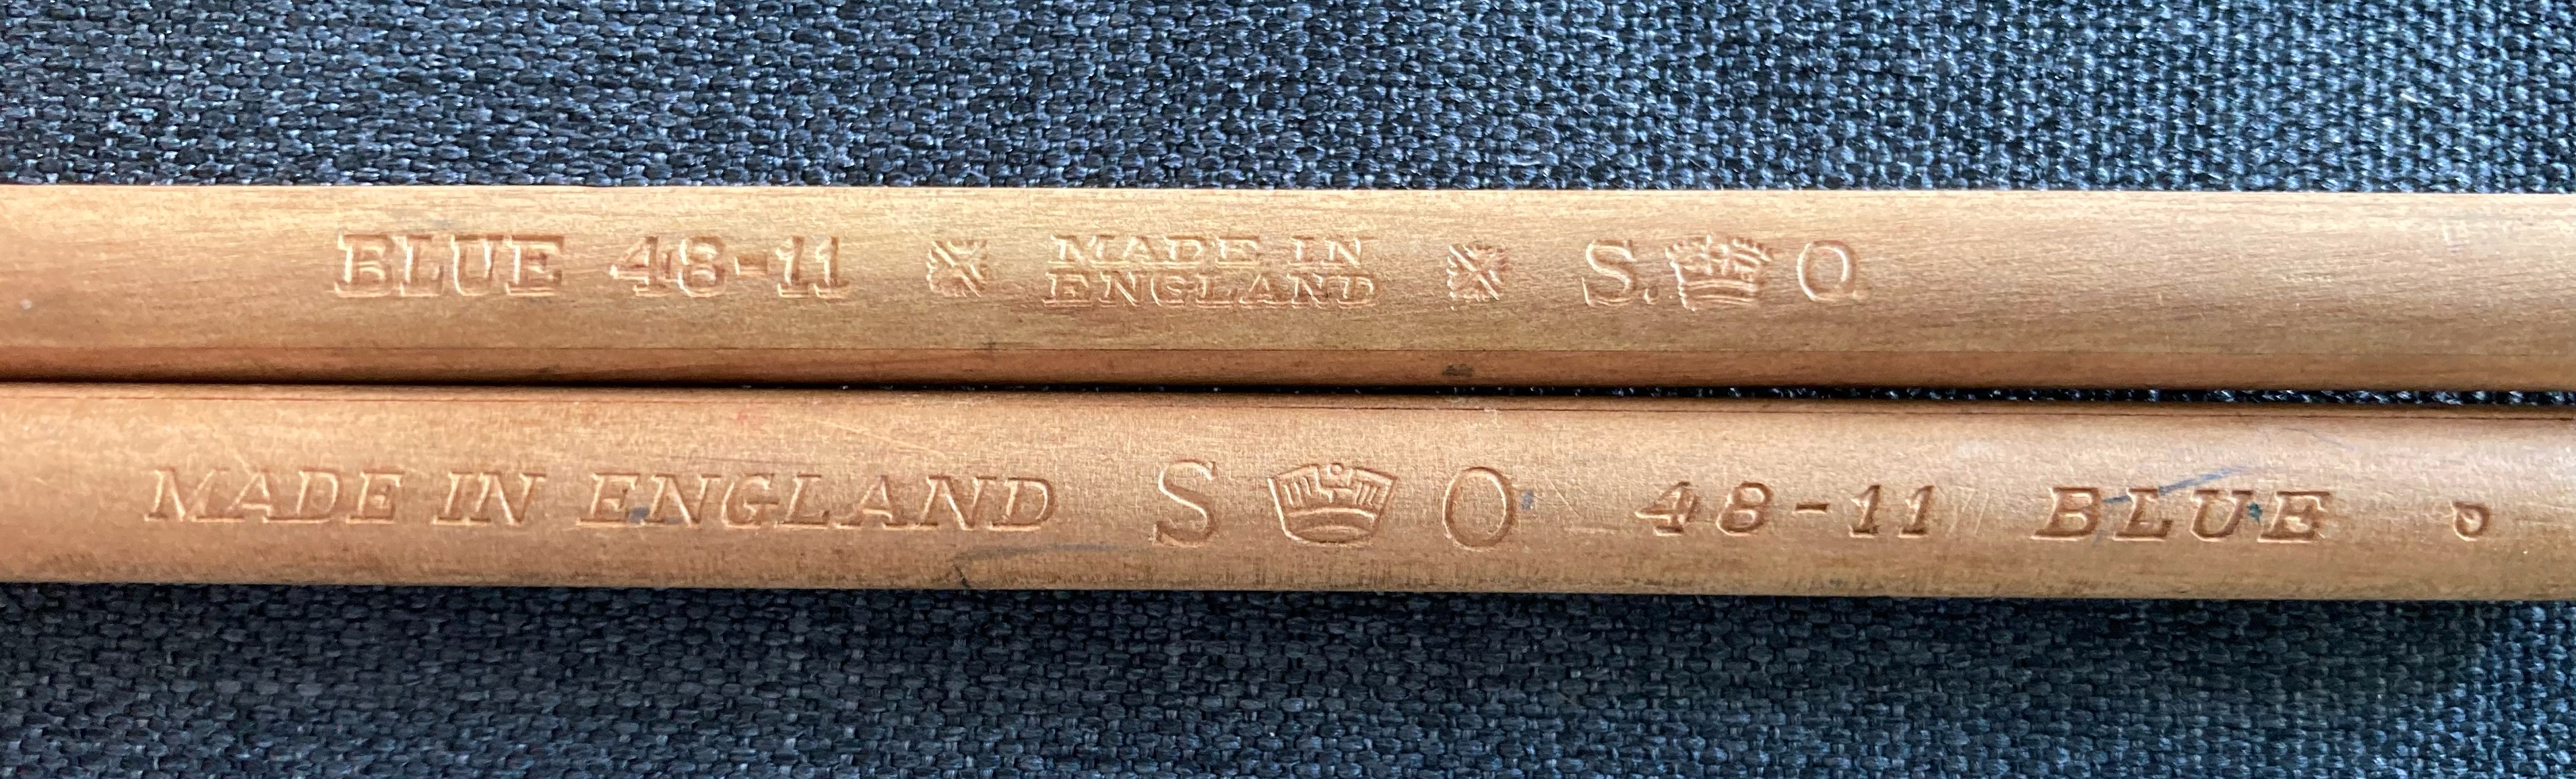 BLUE 48-11 MADE IN ENGLAND S. O.
MADE IN ENGLAND S O 48-11 BLUE